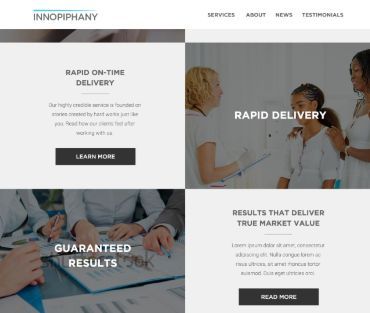 INNOPIPHANY
SERVICES ABOUT NEWS TESTIMONIALS
RAPID ON-TIME
DELIVERY
Our highly credible service is founded on
stories created by hard works just like
you. Read how our clients feel after
working with us.
LEARN MORE
RAPID DELIVERY
GUARANTEED
RESULTS
RESULTS THAT DELIVER
TRUE MARKET VALUE
Lorem ipsum dolor sit amet, consectetur
adipiscing elit. Nulla congue lorem ac
risus ultrices, sit amet rhoncus tortor
euismod. Duis eget ultricies orci.
READ MORE